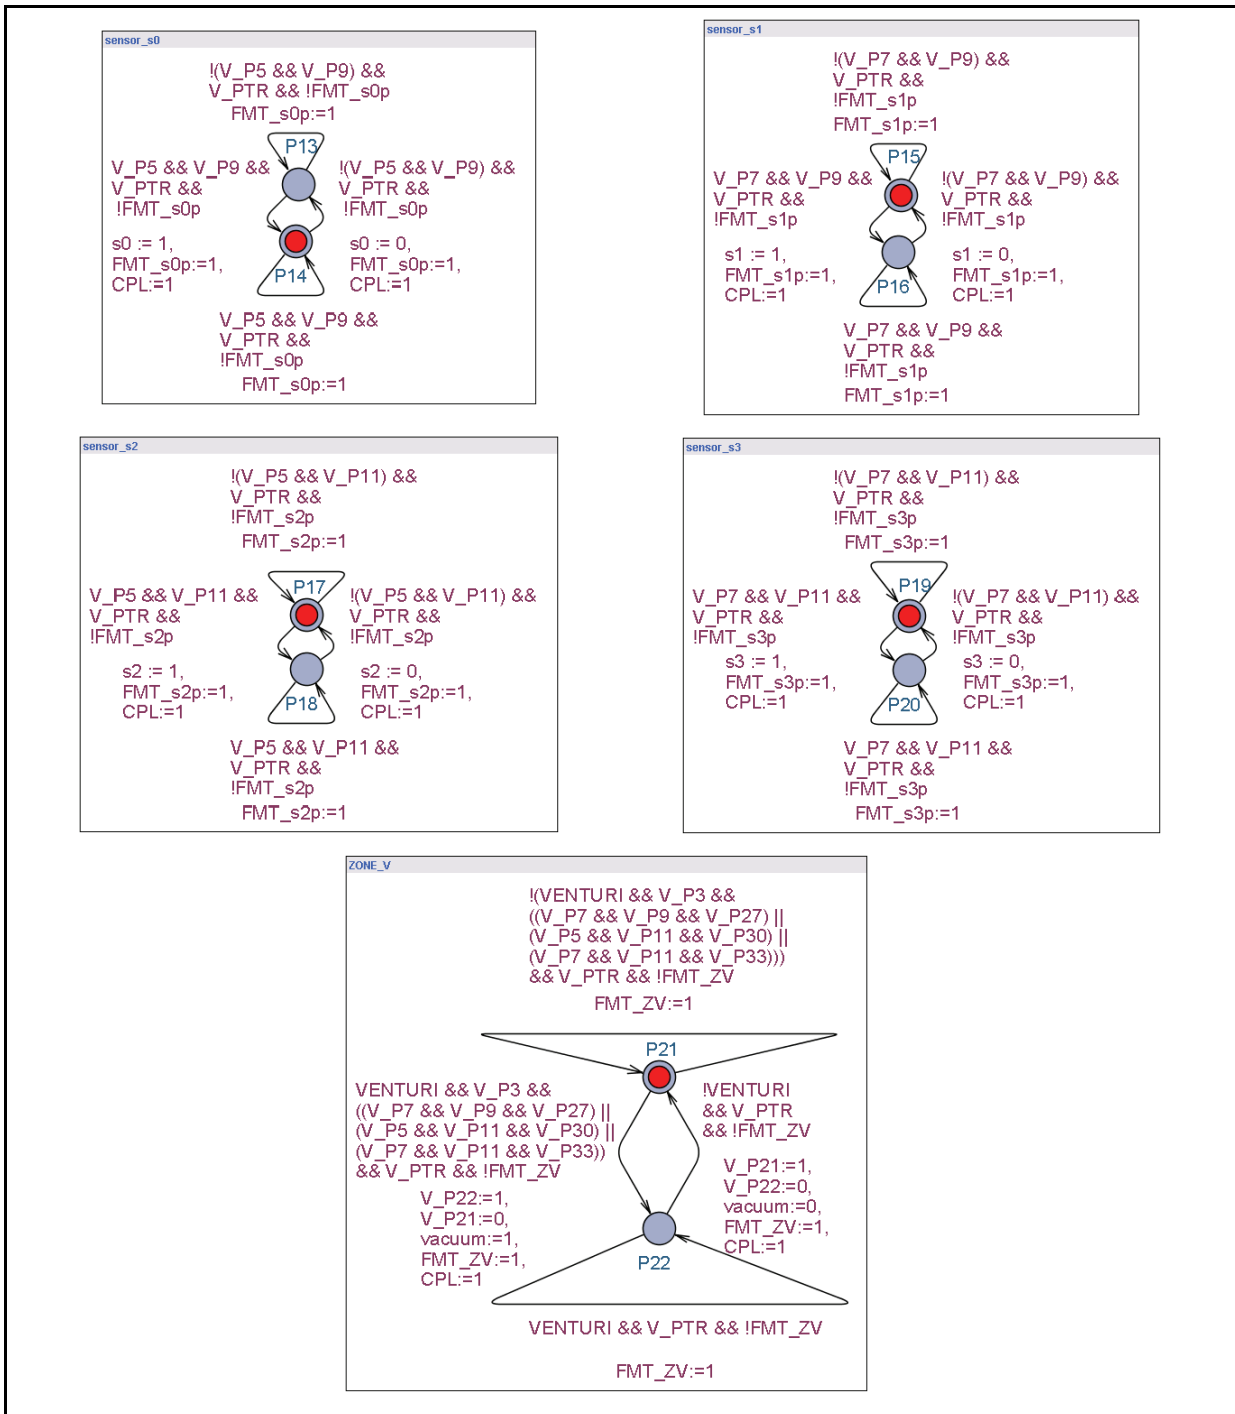 sensor_s0
!(V_P5 && V_P9) &&
V_PTR && !FMT_s0p
FMT_s0p:=1
P13
V_P5 && V_P9 &&
V_PTR &&
!FMT_s0p
!(V_P5 && V_P9) &&
V_PTR &&
!FMT_s0p
s0 := 1,
FMT_s0p:=1,
CPL:=1
s0 := 0,
FMT_s0p:=1,
CPL:=1
P14
V_P5 && V_P9 &&
V_PTR &&
!FMT_s0p
FMT_s0p:=1
sensor_s1
!(V_P7 && V_P9) &&
V_PTR &&
!FMT_s1p
FMT_s1p:=1
P15
V_P7 && V_P9 &&
V_PTR &&
!FMT_s1p
!(V_P7 && V_P9) &&
V_PTR &&
!FMT_s1p
s1 := 1,
FMT_s1p:=1,
CPL:=1
s1 := 0,
FMT_s1p:=1,
CPL:=1
P16
V_P7 && V_P9 &&
V_PTR &&
!FMT_s1p
FMT_s1p:=1
sensor_s2
!(V_P5 && V_P11) &&
V_PTR &&
!FMT_s2p
FMT_s2p:=1
P17
V_P5 && V_P11 &&
V_PTR &&
!FMT_s2p
!(V_P5 && V_P11) &&
V_PTR &&
!FMT_s2p
s2 := 1,
FMT_s2p:=1,
CPL:=1
s2 := 0,
FMT_s2p:=1,
CPL:=1
P18
V_P5 && V_P11 &&
V_PTR &&
!FMT_s2p
FMT_s2p:=1
sensor_s3
!(V_P7 && V_P11) &&
V_PTR &&
!FMT_s3p
FMT_s3p:=1
P19
V_P7 && V_P11 &&
V_PTR &&
!FMT_s3p
!(V_P7 && V_P11) &&
V_PTR &&
!FMT_s3p
s3 := 1,
FMT_s3p:=1,
CPL:=1
s3 := 0,
FMT_s3p:=1,
CPL:=1
P20
V_P7 && V_P11 &&
V_PTR &&
!FMT_s3p
FMT_s3p:=1
ZONE_V
!(VENTURI && V_P3 &&
((V_P7 && V_P9 && V_P27) ||
(V_P5 && V_P11 && V_P30) ||
(V_P7 && V_P11 && V_P33)))
&& V_PTR && !FMT_ZV
FMT_ZV:=1
P21
VENTURI && V_P3 &&
((V_P7 && V_P9 && V_P27) ||
(V_P5 && V_P11 && V_P30) ||
(V_P7 && V_P11 && V_P33))
&& V_PTR && !FMT_ZV
!VENTURI
&& V_PTR
&& !FMT_ZV
V_P22:=1,
V_P21:=0,
vacuum:=1,
FMT_ZV:=1,
CPL:=1
V_P21:=1,
V_P22:=0,
vacuum:=0,
FMT_ZV:=1,
CPL:=1
P22
VENTURI && V_PTR && !FMT_ZV
FMT_ZV:=1